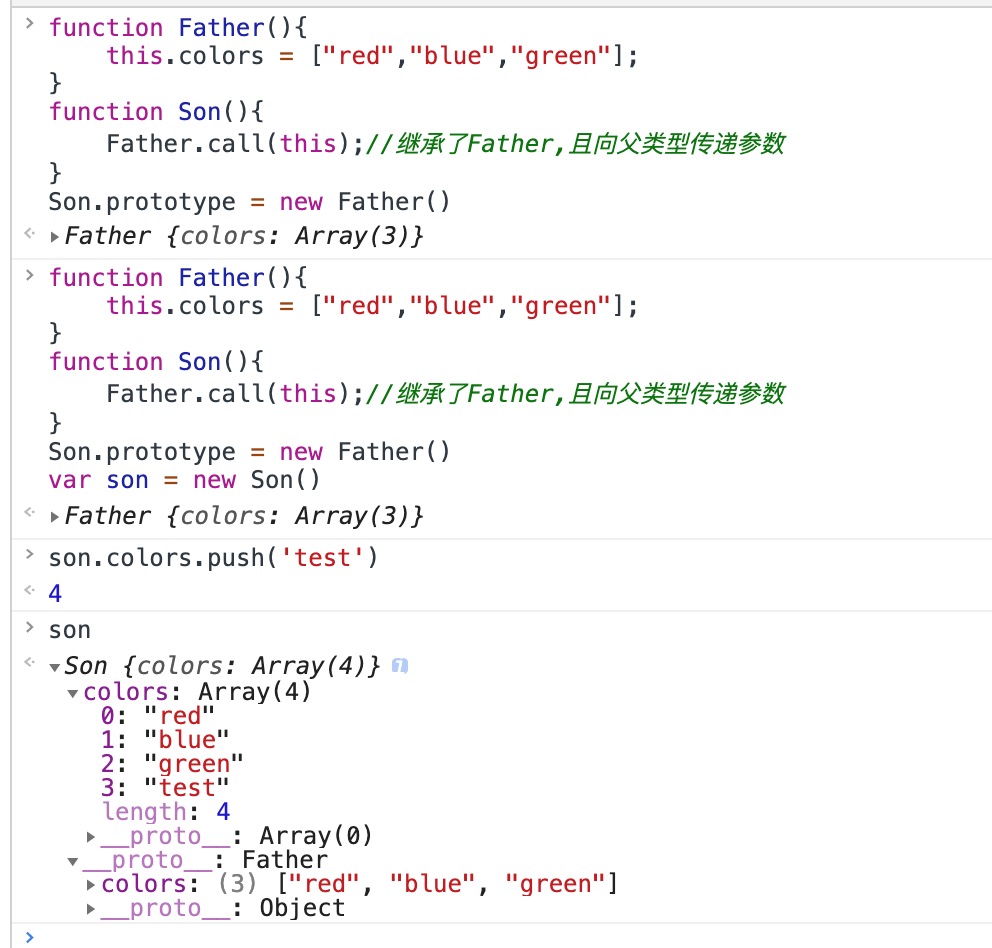 function Father(){
    this.colors = ["red","blue","green"];
}
function Son(){
    Father.call(this);//继承了Father,且向父类型传递参数
}
Son.prototype = new Father()
Father {colors: Array(3)}
function Father(){
    this.colors = ["red","blue","green"];
}
function Son(){
    Father.call(this);//继承了Father,且向父类型传递参数
}
Son.prototype = new Father()
var son = new Son()
Father {colors: Array(3)}
son.colors.push('test')
4
son
Son {colors: Array(4)}
colors: Array(4)
0: "red"
1: "blue"
2: "green"
3: "test"
length: 4
__proto__: Array(0)
__proto__: Father
colors: (3) ["red", "blue", "green"]
__proto__: Object